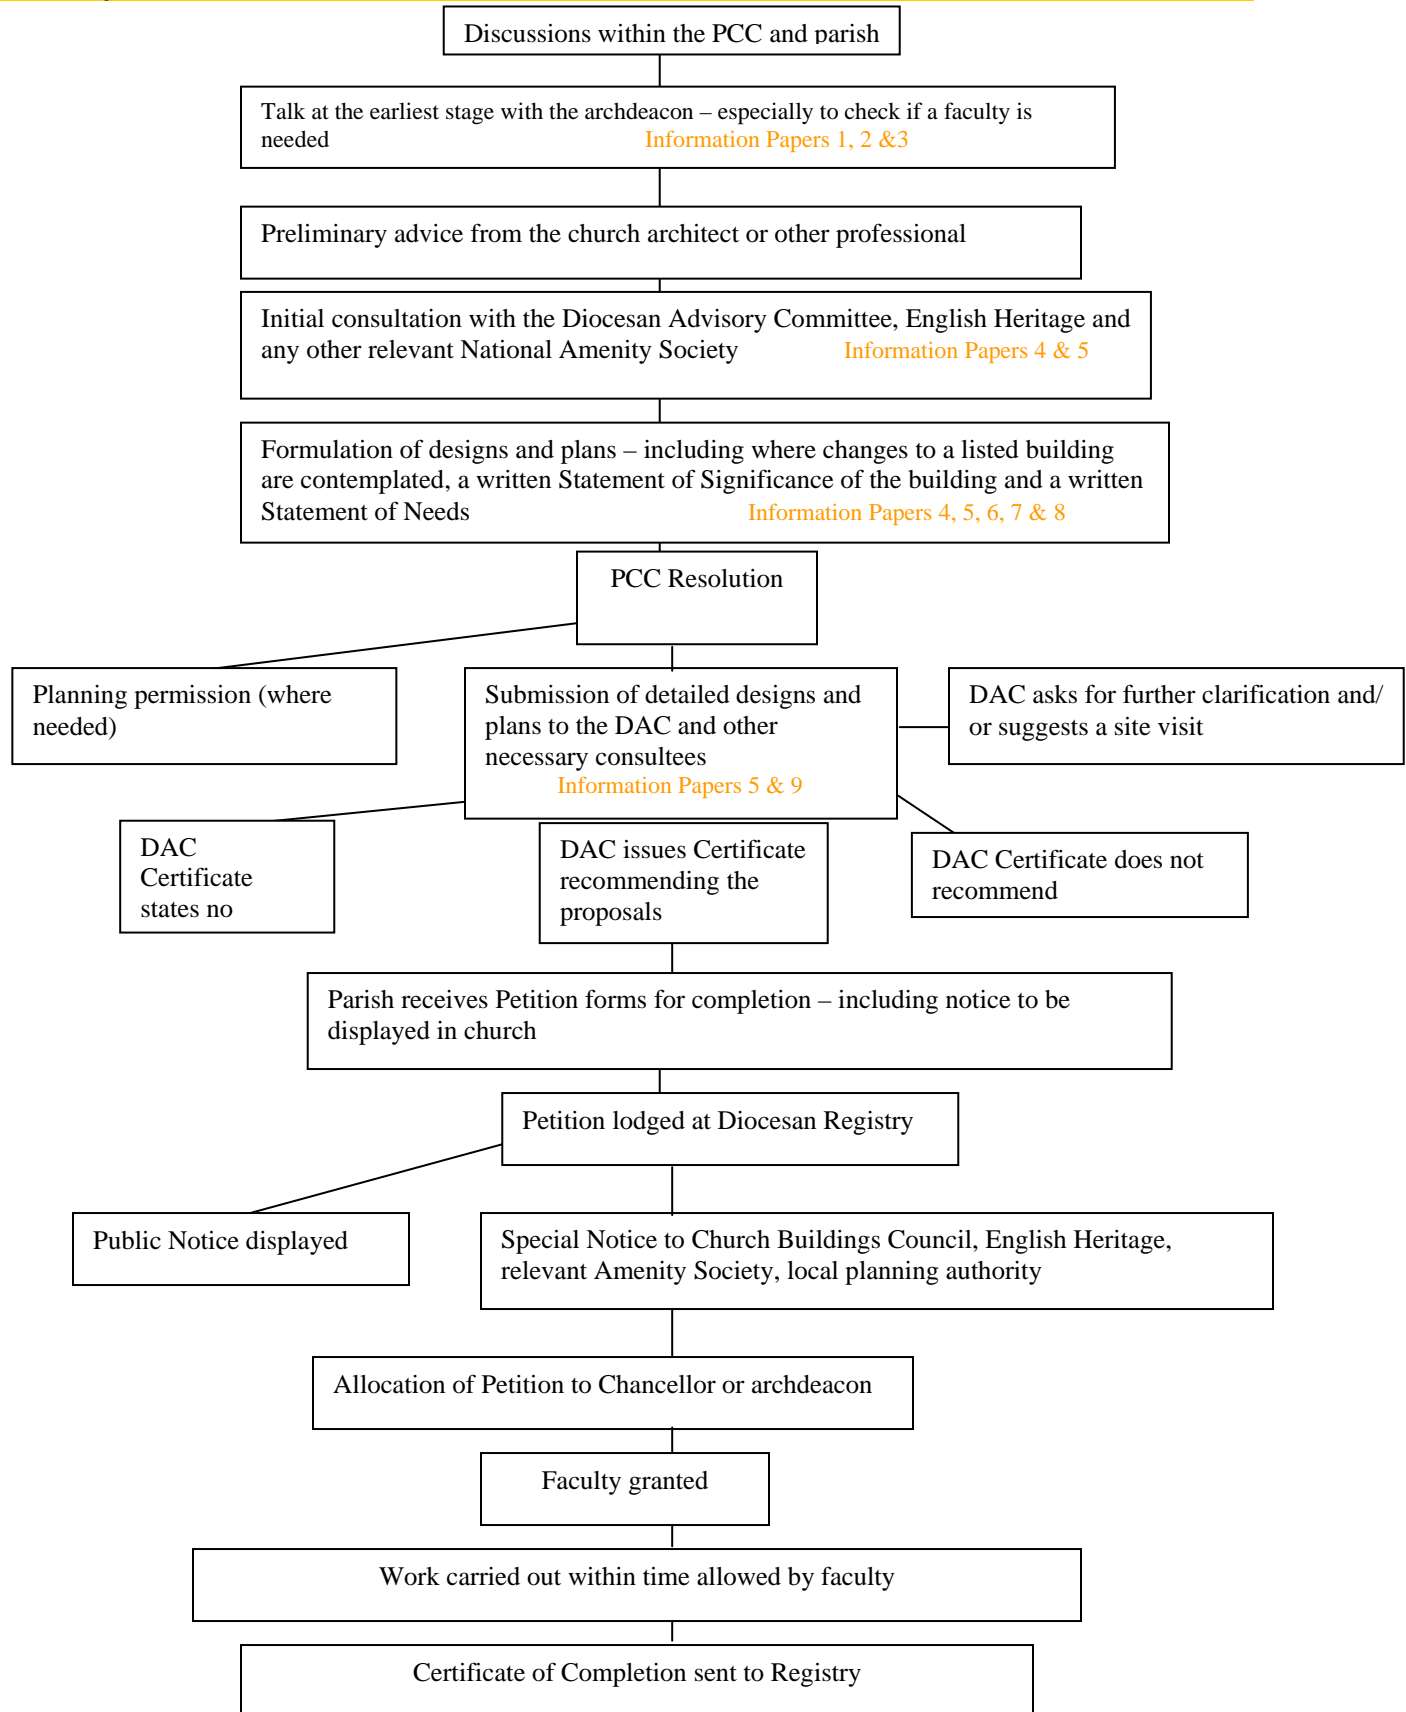 Discussions within the PCC and parish
Talk at the earliest stage with the archdeacon – especially to check if a faculty is
needed Information Papers 1, 2 &3
Preliminary advice from the church architect or other professional
Initial consultation with the Diocesan Advisory Committee, English Heritage and
any other relevant National Amenity Society Information Papers 4 & 5
Formulation of designs and plans – including where changes to a listed building
are contemplated, a written Statement of Significance of the building and a written
Statement of Needs Information Papers 4, 5, 6, 7 & 8
PCC Resolution
Planning permission (where
needed)
Submission of detailed designs and
plans to the DAC and other
necessary consultees
Information Papers 5 & 9
DAC asks for further clarification and/
or suggests a site visit
DAC
Certificate
states no
DAC issues Certificate
recommending the
proposals
DAC Certificate does not
recommend
Parish receives Petition forms for completion – including notice to be
displayed in church
Petition lodged at Diocesan Registry
Public Notice displayed
Special Notice to Church Buildings Council, English Heritage,
relevant Amenity Society, local planning authority
Allocation of Petition to Chancellor or archdeacon
Faculty granted
Work carried out within time allowed by faculty
Certificate of Completion sent to Registry